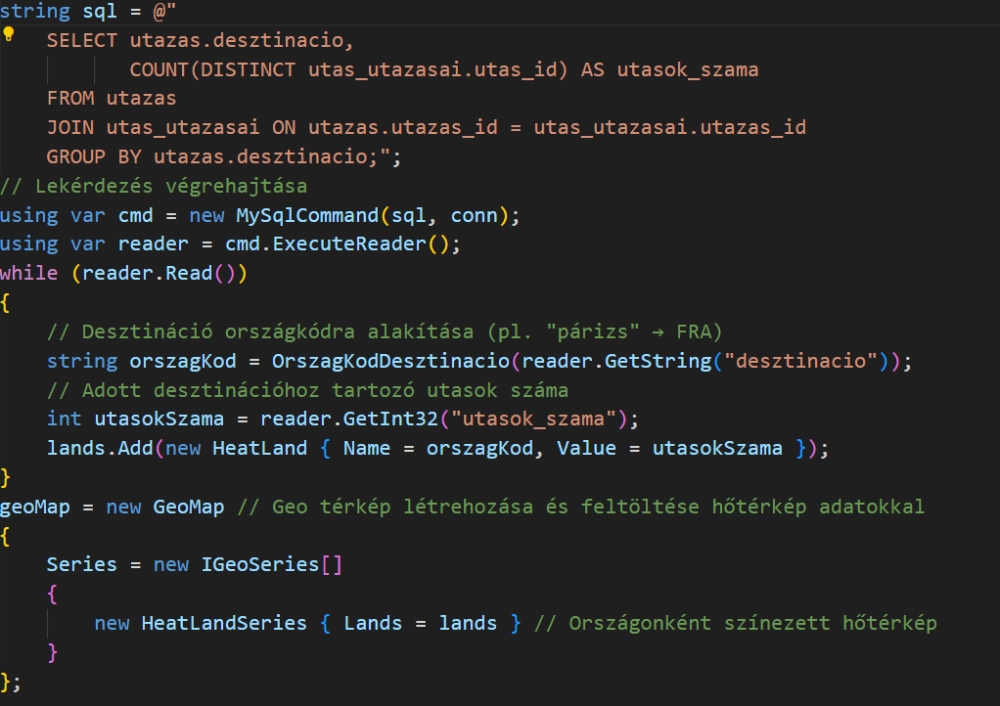 string sql = @"
SELECT utazas.desztinacio,
COUNT(DISTINCT utas_utazasai.utas_id) AS utasok_szama
FROM utazas
JOIN utas_utazasai ON utazas.utazas_id = utas_utazasai.utazas_id
GROUP BY utazas.desztinacio;";
// Lekérdezés végrehajtása
using var cmd = new MySqlCommand(sql, conn);
using var reader = cmd.ExecuteReader();
while (reader.Read())
{
// Desztináció országkódra alakítása (pl. "párizs" → FRA)
string orszagKod = OrszagKodDesztinacio(reader.GetString("desztinacio"));
// Adott desztinációhoz tartozó utasok száma
int utasokSzama = reader.GetInt32("utasok_szama");
lands.Add(new HeatLand { Name = orszagKod, Value = utasokSzama });
}
geoMap = new GeoMap // Geo térkép létrehozása és feltöltése hőtérkép adatokkal
{
Series = new IGeoSeries[]
{
new HeatLandSeries { Lands = lands } // Országonként színezett hőtérkép
}
};